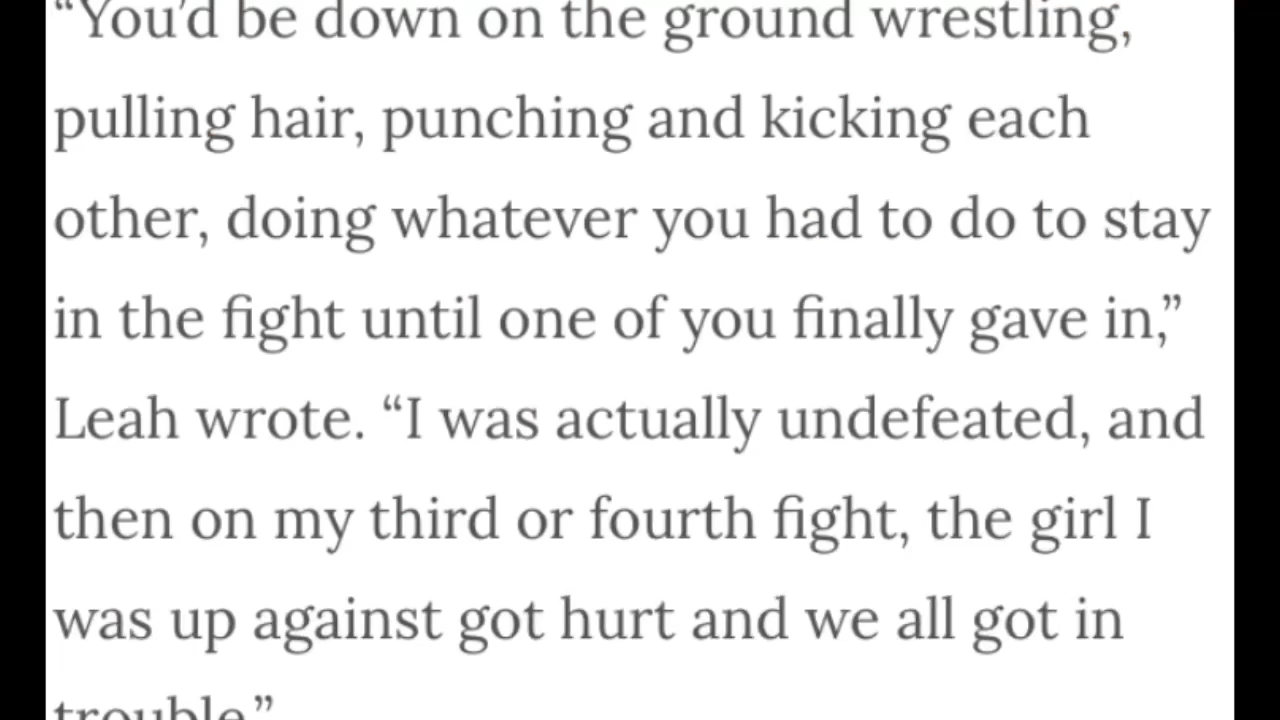 “You’d be down on the ground wrestling,
pulling hair, punching and kicking each
other, doing whatever you had to do to stay
in the fight until one of you finally gave in,”
Leah wrote. “I was actually undefeated, and
then on my third or fourth fight, the girl I
was up against got hurt and we all got in
trouble.”